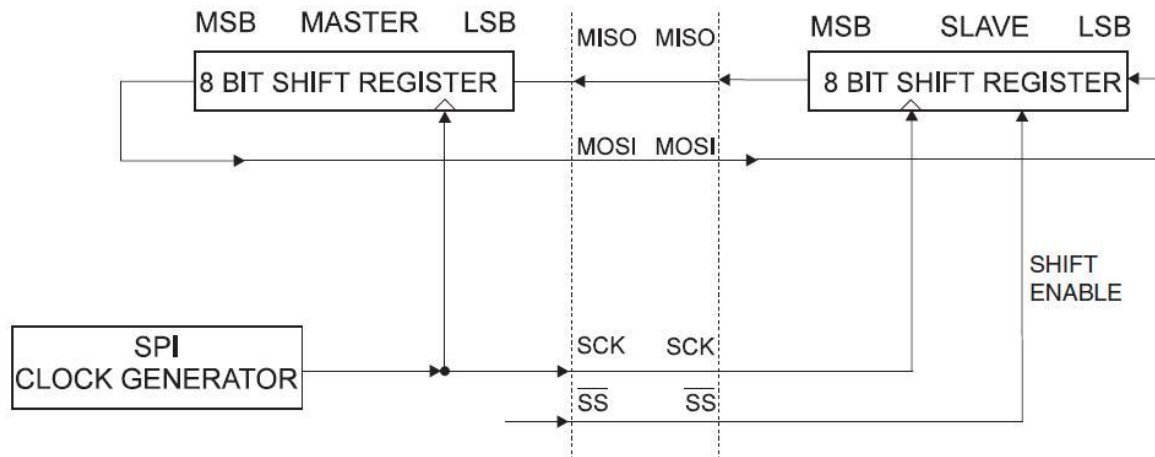 MSB MASTER LSB
MISO MISO
MSB SLAVE LSB
8 BIT SHIFT REGISTER
8 BIT SHIFT REGISTER
MOSI MOSI
SHIFT
ENABLE
SPI
CLOCK GENERATOR
SCK SCK
SS SS